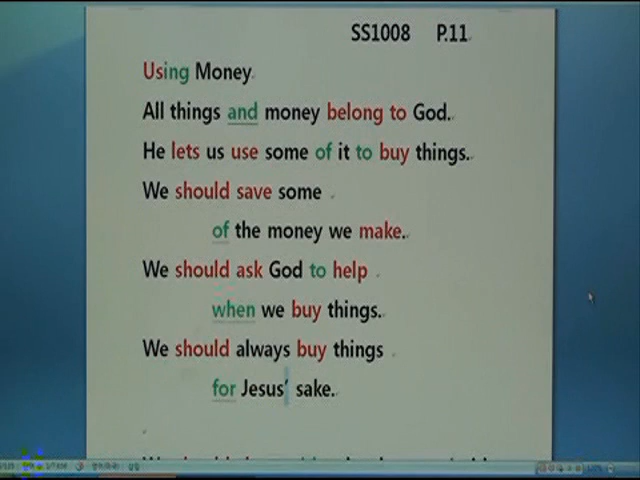 SS1008 P.11
Using Money
All things and money belong to God.
He lets us use some of it to buy things.
We should save some
of the money we make.
We should ask God to help
when we buy things.
We should always buy things
for Jesus' sake.